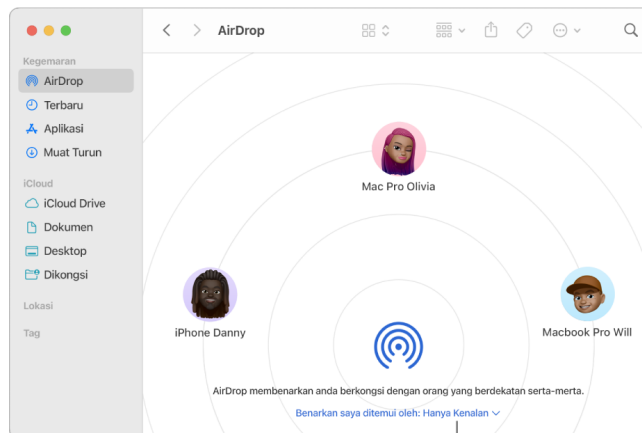 AirDrop
Kegemaran
AirDrop
Terbaru
Aplikasi
Muat Turun
iCloud
iCloud Drive
Dokumen
Desktop
Dikongsi
Lokasi
Tag
Mac Pro Olivia
iPhone Danny
Macbook Pro Will
AirDrop membenarkan anda berkongsi dengan orang yang berdekatan serta-merta.
Benarkan saya ditemui oleh: Hanya Kenalan